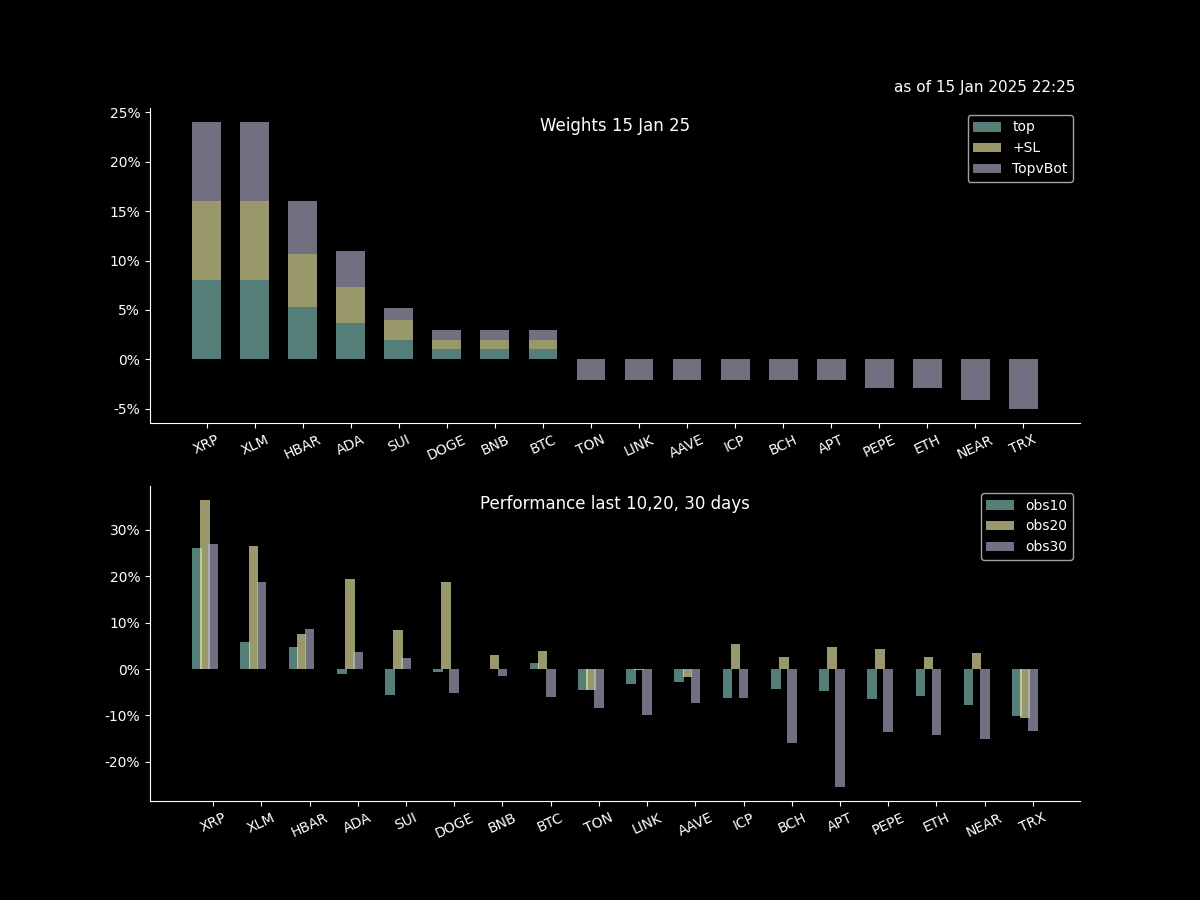 as of 15 Jan 2025 22:25
Weights 15 Jan 25
top
+SL
TopvBot
25%
20%
15%
10%
5%
0%
-5%
XRP XLM HBAR ADA SUI DOGE BNB BTC TON LINK AAVE ICP BCH APT PEPE ETH NEAR TRX
Performance last 10,20, 30 days
obs10
obs20
obs30
30%
20%
10%
0%
-10%
-20%
XRP XLM HBAR ADA SUI DOGE BNB BTC TON LINK AAVE ICP BCH APT PEPE ETH NEAR TRX